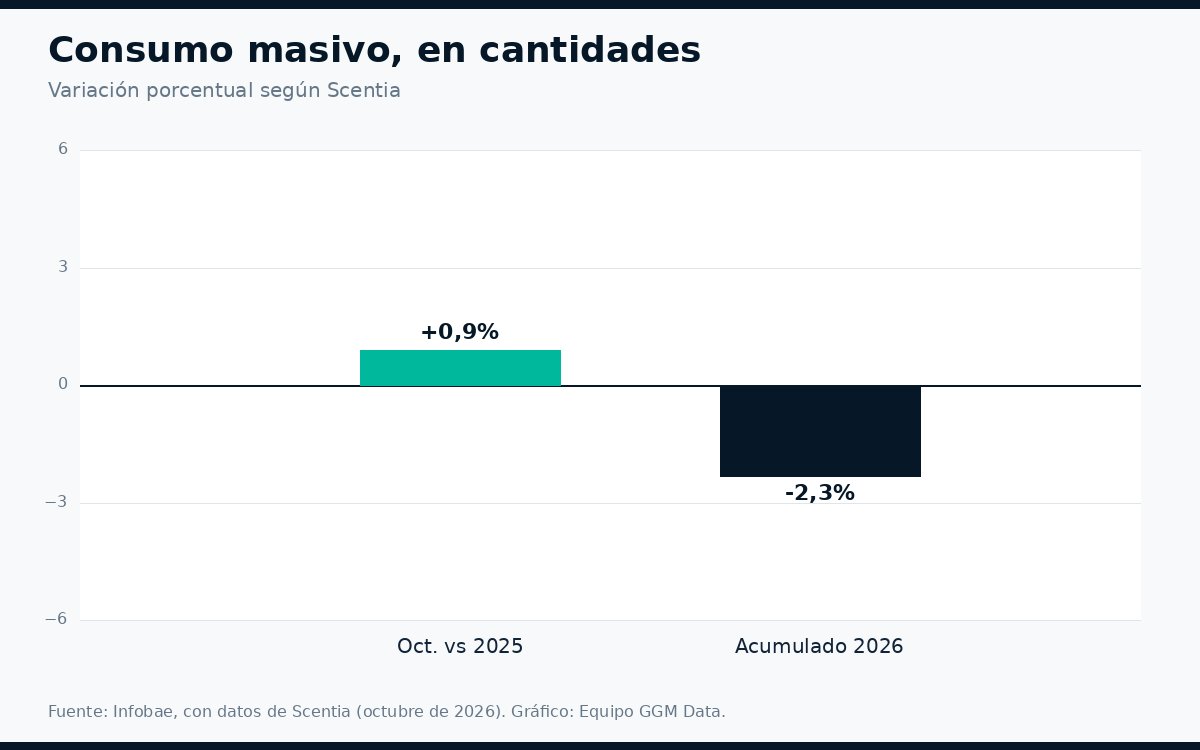 Consumo masivo, en cantidades
Variación porcentual según Scentia
6
3
0
−3
−6
+0,9%
-2,3%
Oct. vs 2025
Acumulado 2026
Fuente: Infobae, con datos de Scentia (octubre de 2026). Gráfico: Equipo GGM Data.